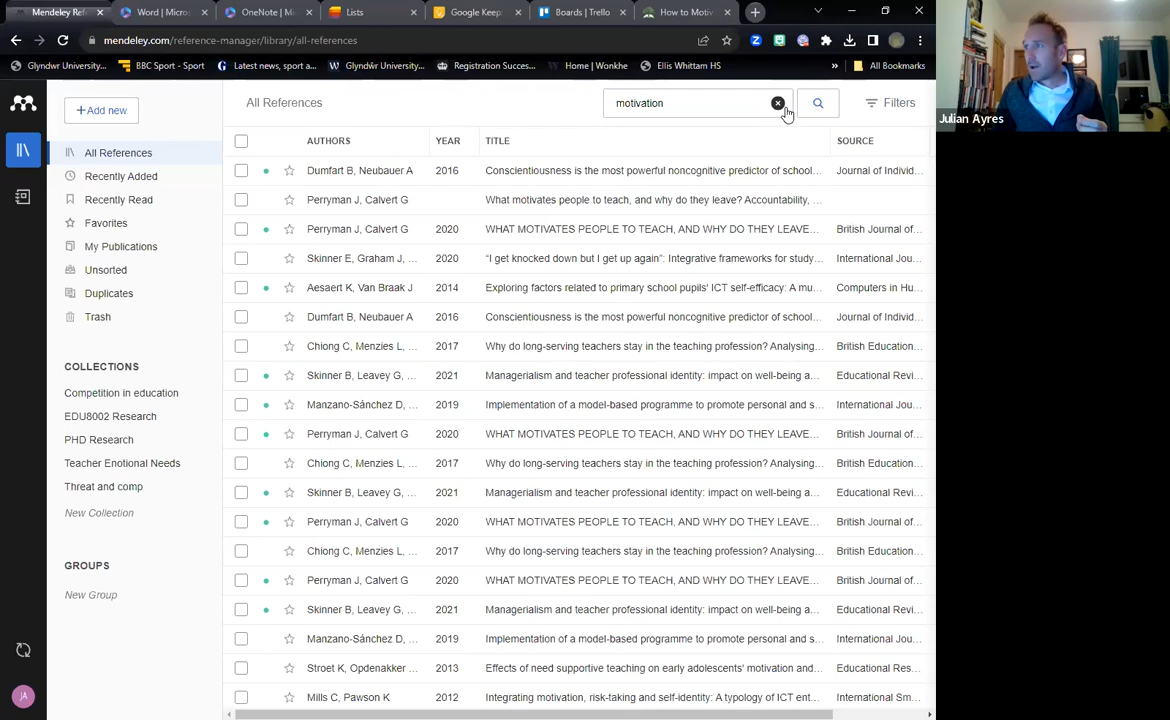 Mendeley Ref
Word | Micros
OneNote | Mi
Lists
Google Keep
Boards | Trello
How to Motiv
mendeley.com/reference-manager/library/all-references
Glyndwr University...
BBC Sport - Sport
Latest news, sport a...
Glyndŵr University...
Registration Succes...
Home | Wonkhe
Ellis Whittam HS
»
All Bookmarks
+Add new
All References
motivation
Filters
Julian Ayres
All References
Recently Added
Recently Read
Favorites
My Publications
Unsorted
Duplicates
Trash
COLLECTIONS
Competition in education
EDU8002 Research
PHD Research
Teacher Emotional Needs
Threat and comp
New Collection
GROUPS
New Group
JA
AUTHORS YEAR TITLE SOURCE
Dumfart B, Neubauer A 2016 Conscientiousness is the most powerful noncognitive predictor of school... Journal of Individ...
Perryman J, Calvert G What motivates people to teach, and why do they leave? Accountability, ...
Perryman J, Calvert G 2020 WHAT MOTIVATES PEOPLE TO TEACH, AND WHY DO THEY LEAVE... British Journal of...
Skinner E, Graham J, ... 2020 “I get knocked down but I get up again”: Integrative frameworks for study... International Jou...
Aesaert K, Van Braak J 2014 Exploring factors related to primary school pupils' ICT self-efficacy: A mu... Computers in Hu...
Dumfart B, Neubauer A 2016 Conscientiousness is the most powerful noncognitive predictor of school... Journal of Individ...
Chiong C, Menzies L, ... 2017 Why do long-serving teachers stay in the teaching profession? Analysing... British Education...
Skinner B, Leavey G, ... 2021 Managerialism and teacher professional identity: impact on well-being a... Educational Revi...
Manzano-Sánchez D, ... 2019 Implementation of a model-based programme to promote personal and s... International Jou...
Perryman J, Calvert G 2020 WHAT MOTIVATES PEOPLE TO TEACH, AND WHY DO THEY LEAVE... British Journal of...
Chiong C, Menzies L, ... 2017 Why do long-serving teachers stay in the teaching profession? Analysing... British Education...
Skinner B, Leavey G, ... 2021 Managerialism and teacher professional identity: impact on well-being a... Educational Revi...
Perryman J, Calvert G 2020 WHAT MOTIVATES PEOPLE TO TEACH, AND WHY DO THEY LEAVE... British Journal of...
Chiong C, Menzies L, ... 2017 Why do long-serving teachers stay in the teaching profession? Analysing... British Education...
Perryman J, Calvert G 2020 WHAT MOTIVATES PEOPLE TO TEACH, AND WHY DO THEY LEAVE... British Journal of...
Skinner B, Leavey G, ... 2021 Managerialism and teacher professional identity: impact on well-being a... Educational Revi...
Manzano-Sánchez D, ... 2019 Implementation of a model-based programme to promote personal and s... International Jou...
Stroet K, Opdenakker ... 2013 Effects of need supportive teaching on early adolescents' motivation and... Educational Res...
Mills C, Pawson K 2012 Integrating motivation, risk-taking and self-identity: A typology of ICT ent... International Sm...